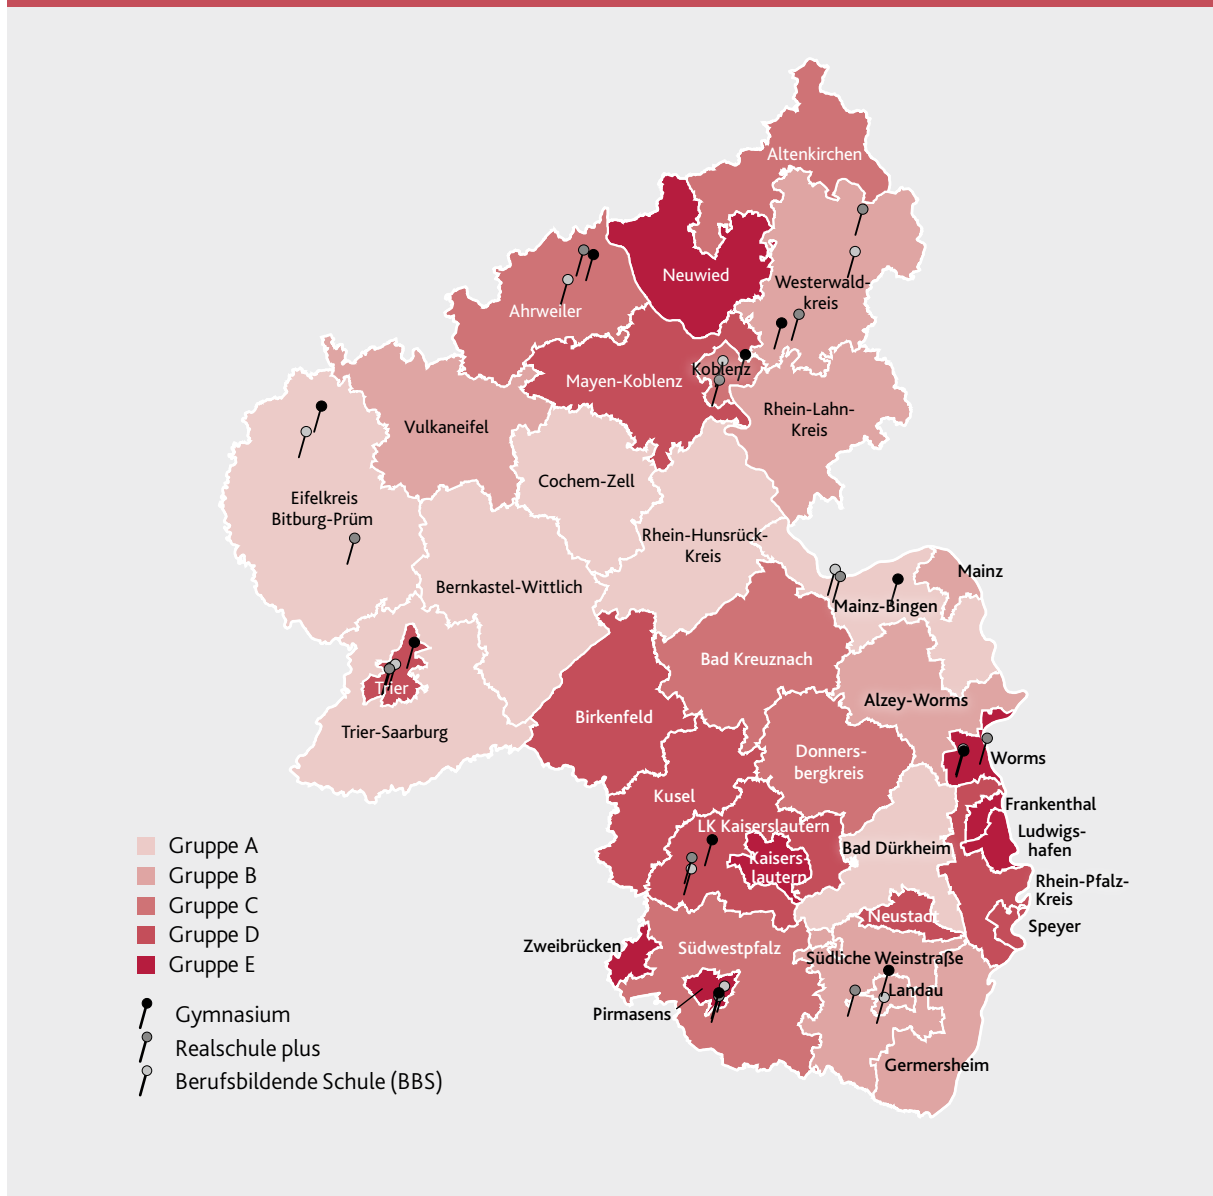 Altenkirchen
Neuwied
Westerwald-
kreis
Ahrweiler
Koblenz
Mayen-Koblenz
Rhein-Lahn-
Kreis
Vulkaneifel
Cochem-Zell
Eifelkreis
Bitburg-Prüm
Rhein-Hunsrück-
Kreis
Mainz
Bernkastel-Wittlich
Mainz-Bingen
Bad Kreuznach
Trier
Alzey-Worms
Birkenfeld
Trier-Saarburg
Donners-
bergkreis
Worms
Kusel
Frankenthal
LK Kaiserslautern
Ludwigs-
hafen
Bad Dürkheim
Kaisers-
lautern
Rhein-Pfalz-
Kreis
Neustadt
Speyer
Zweibrücken
Südwestpfalz
Südliche Weinstraße
Landau
Pirmasens
Germersheim
Gruppe A
Gruppe B
Gruppe C
Gruppe D
Gruppe E
Gymnasium
Realschule plus
Berufsbildende Schule (BBS)